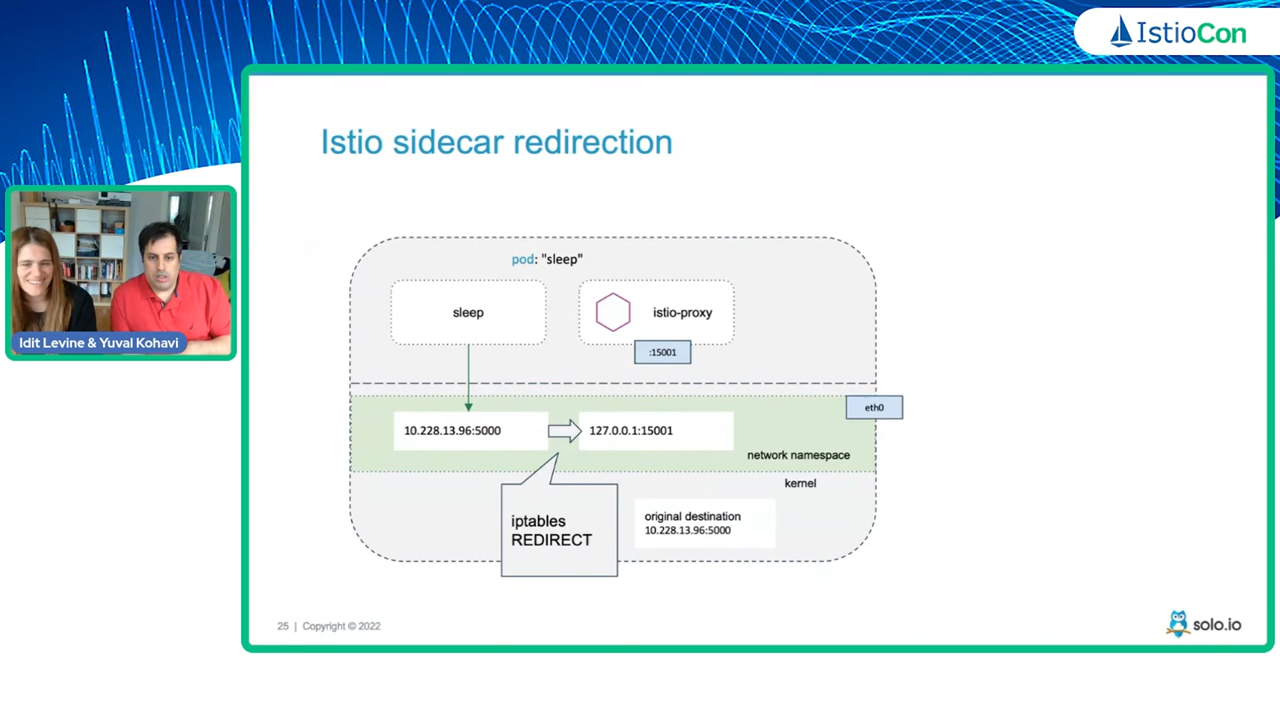 IstioCon
Istio sidecar redirection
pod: "sleep"
sleep
istio-proxy
:15001
eth0
10.228.13.96:5000
127.0.0.1:15001
network namespace
kernel
iptables
REDIRECT
original destination
10.228.13.96:5000
Idit Levine & Yuval Kohavi
25 | Copyright © 2022
solo.io